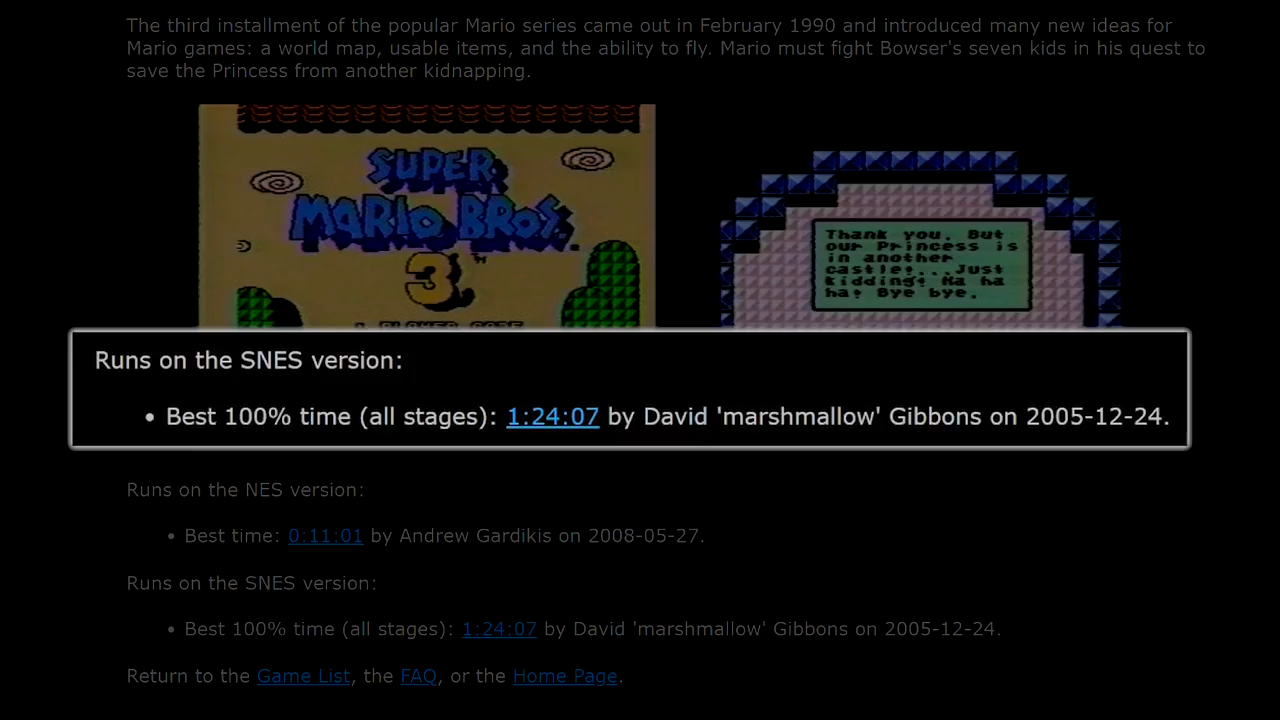 The third installment of the popular Mario series came out in February 1990 and introduced many new ideas for
Mario games: a world map, usable items, and the ability to fly. Mario must fight Bowser's seven kids in his quest to
save the Princess from another kidnapping.
SUPER
MARIO BROS.
3™
1 PLAYER GAME
Thank you. But
our Princess is
in another
castle!...Just
kidding! Ha ha
ha! Bye bye.
Runs on the SNES version:
• Best 100% time (all stages): 1:24:07 by David 'marshmallow' Gibbons on 2005-12-24.
Runs on the NES version:
• Best time: 0:11:01 by Andrew Gardikis on 2008-05-27.
Runs on the SNES version:
• Best 100% time (all stages): 1:24:07 by David 'marshmallow' Gibbons on 2005-12-24.
Return to the Game List, the FAQ, or the Home Page.